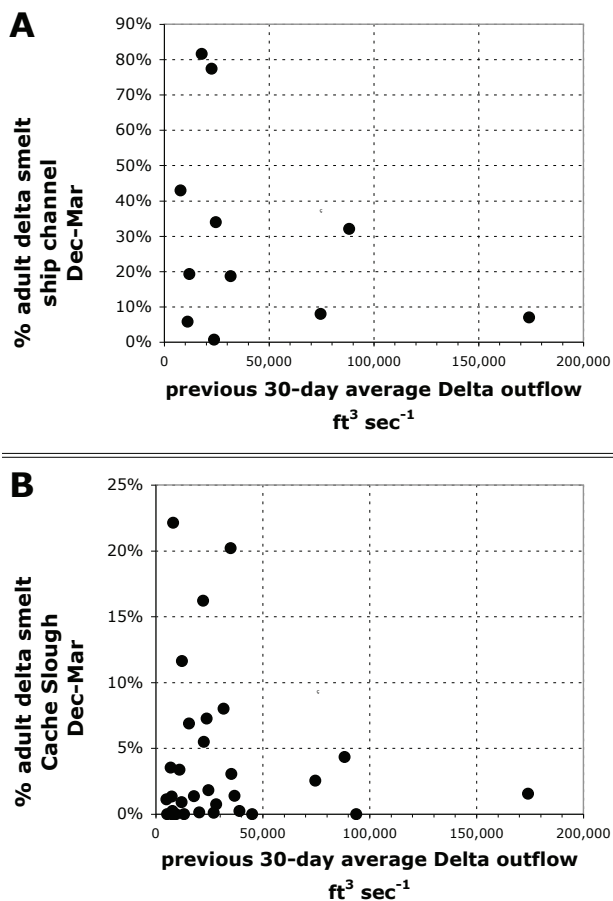 A
90%
80%
70%
60%
50%
40%
30%
20%
10%
0%
% adult delta smelt
ship channel
Dec-Mar
0 50,000 100,000 150,000 200,000
previous 30-day average Delta outflow
ft³ sec⁻¹
B
25%
20%
15%
10%
5%
0%
% adult delta smelt
Cache Slough
Dec-Mar
0 50,000 100,000 150,000 200,000
previous 30-day average Delta outflow
ft³ sec⁻¹